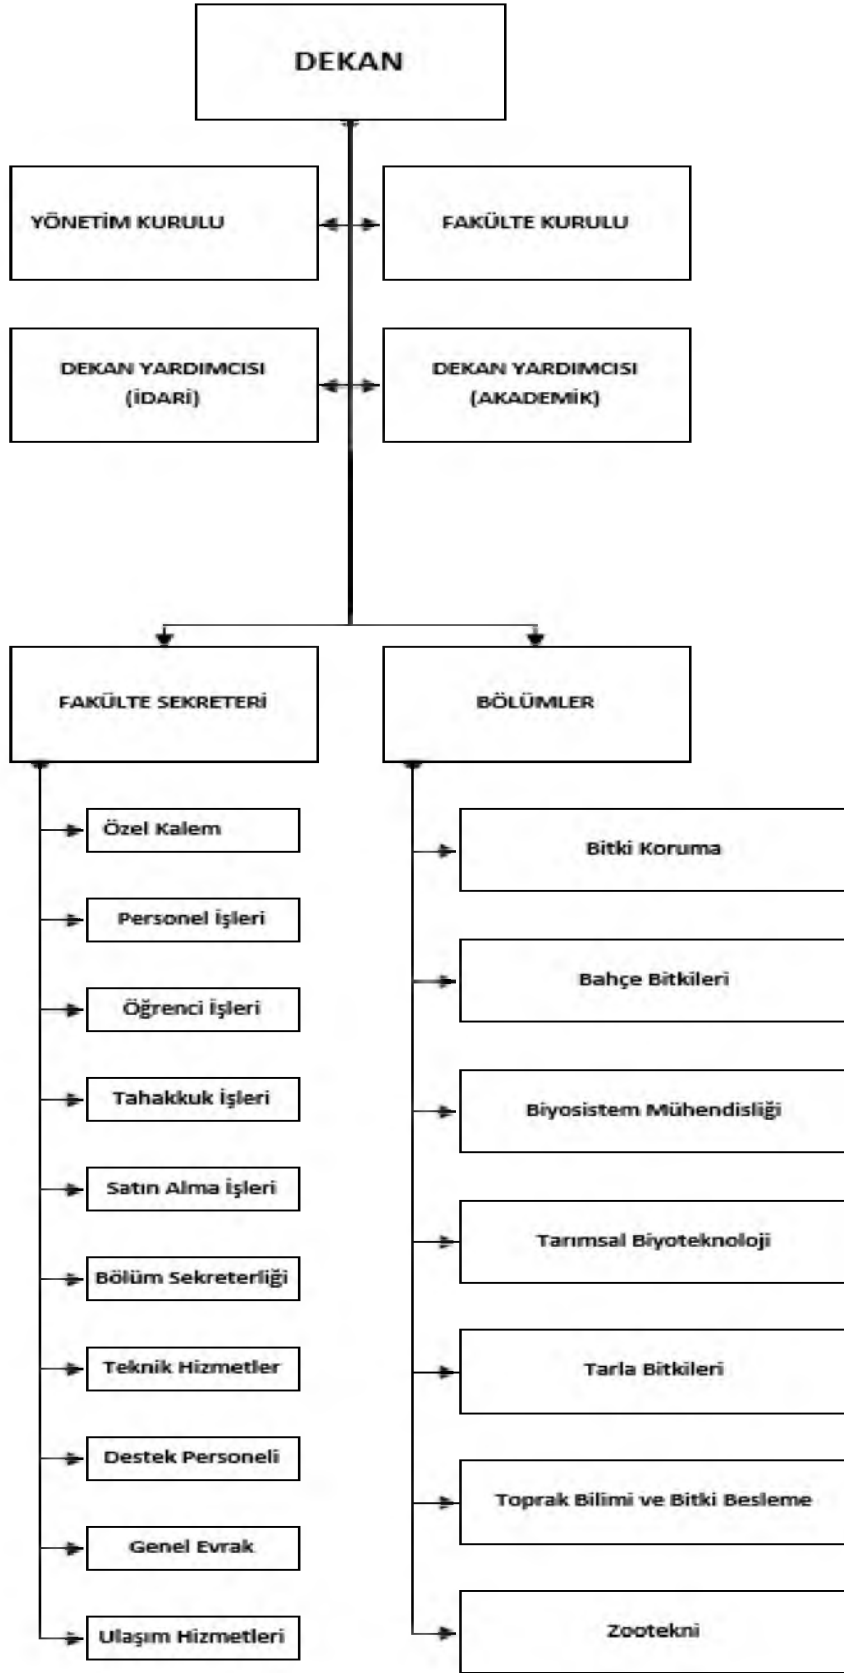 DEKAN
YÖNETİM KURULU
FAKÜLTE KURULU
DEKAN YARDIMCISI
(İDARİ)
DEKAN YARDIMCISI
(AKADEMİK)
FAKÜLTE SEKRETERİ
BÖLÜMLER
Özel Kalem
Personel İşleri
Öğrenci İşleri
Tahakkuk İşleri
Satın Alma İşleri
Bölüm Sekreterliği
Teknik Hizmetler
Destek Personeli
Genel Evrak
Ulaşım Hizmetleri
Bitki Koruma
Bahçe Bitkileri
Biyosistem Mühendisliği
Tarımsal Biyoteknoloji
Tarla Bitkileri
Toprak Bilimi ve Bitki Besleme
Zootekni